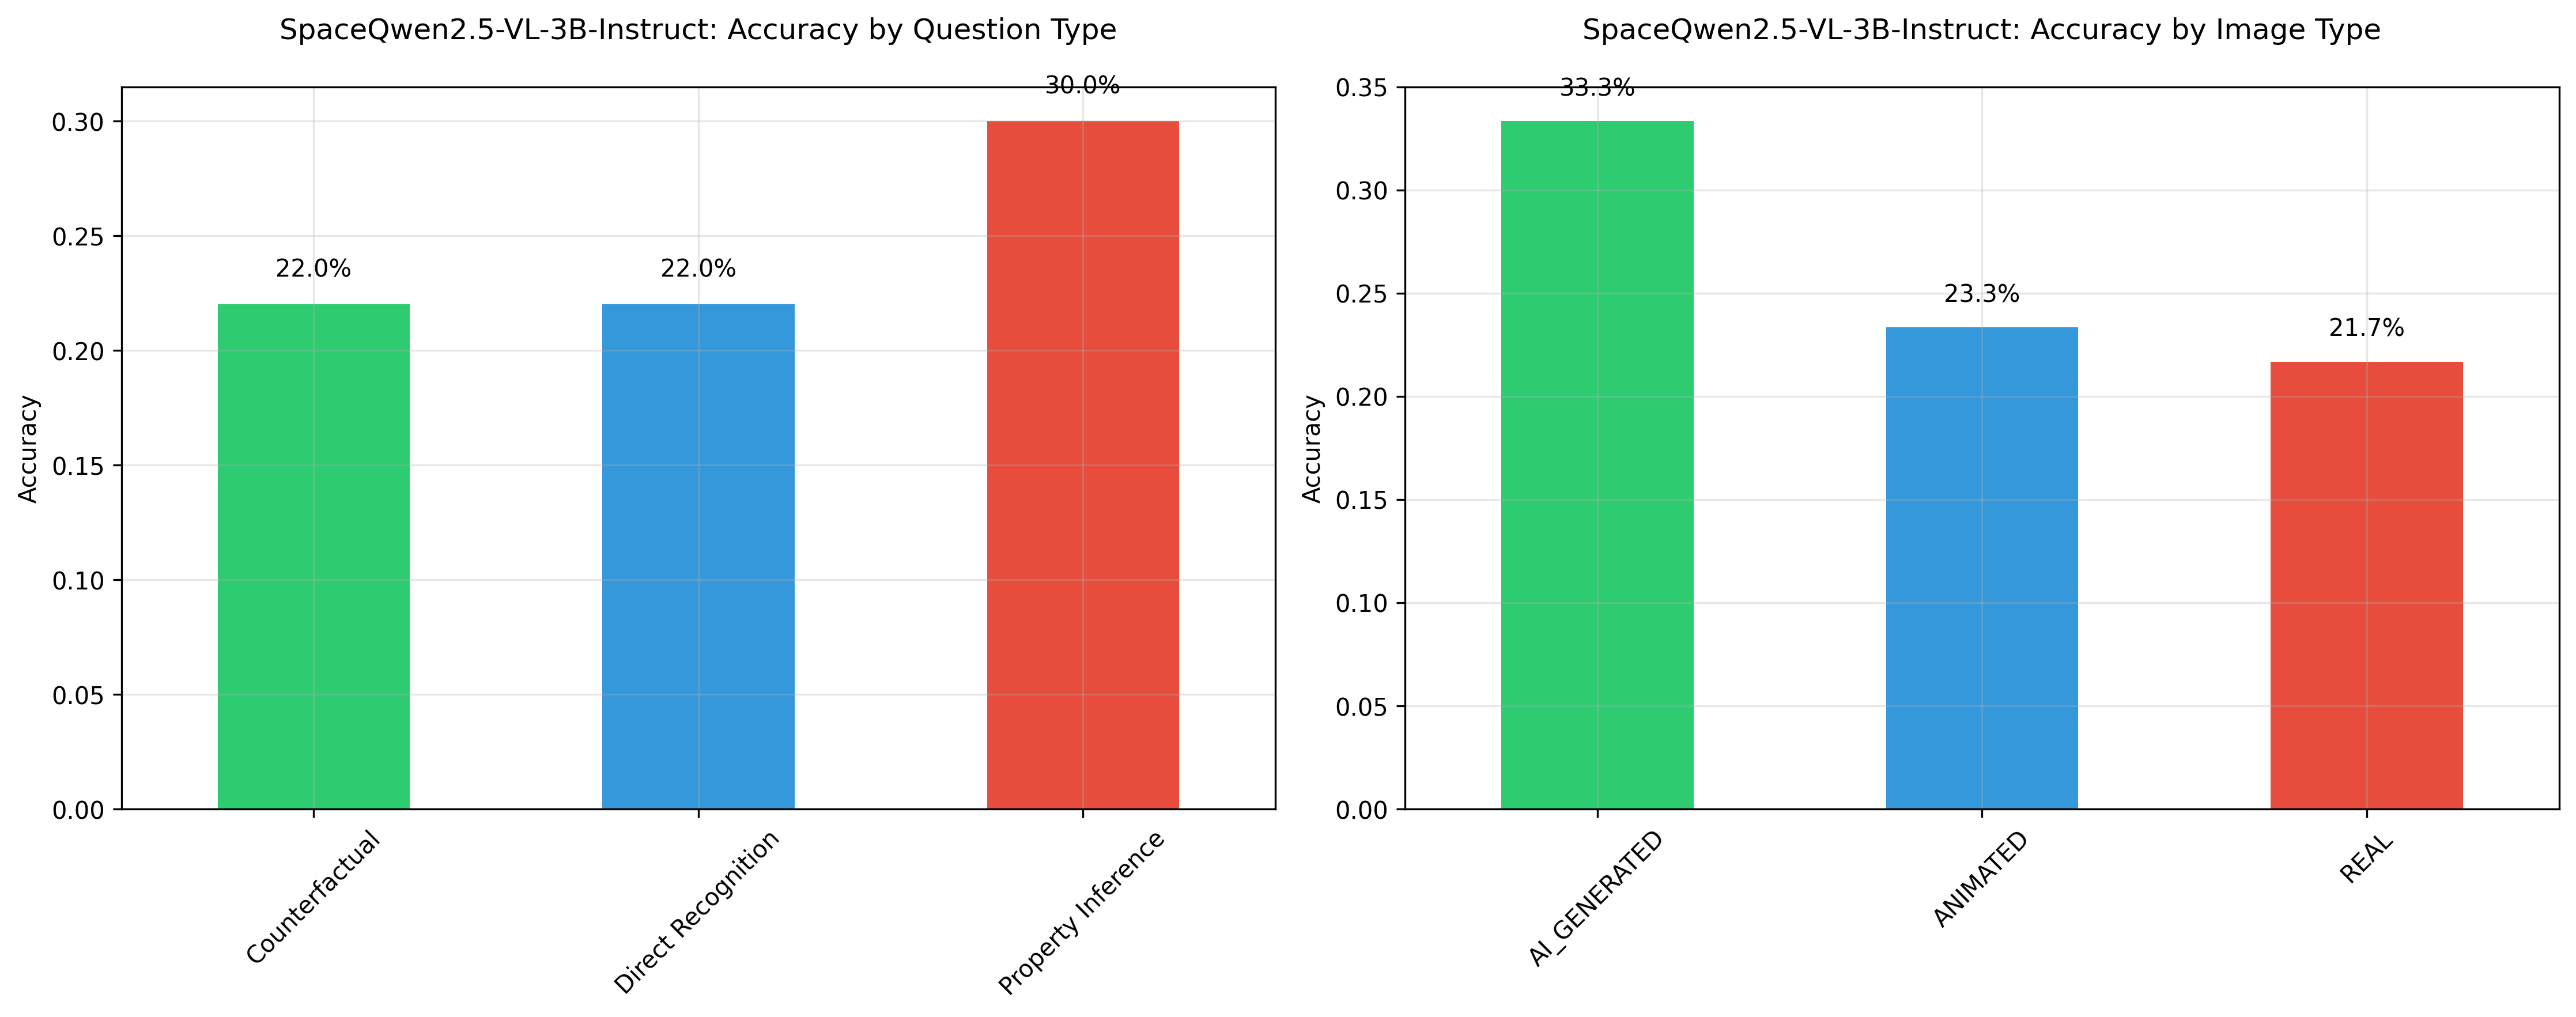 SpaceQwen2.5-VL-3B-Instruct: Accuracy by Question Type
30.0%
22.0%
22.0%
0.30
0.25
0.20
0.15
0.10
0.05
0.00
Accuracy
Counterfactual
Direct Recognition
Property Inference
SpaceQwen2.5-VL-3B-Instruct: Accuracy by Image Type
33.3%
23.3%
21.7%
0.35
0.30
0.25
0.20
0.15
0.10
0.05
0.00
Accuracy
AI_GENERATED
ANIMATED
REAL